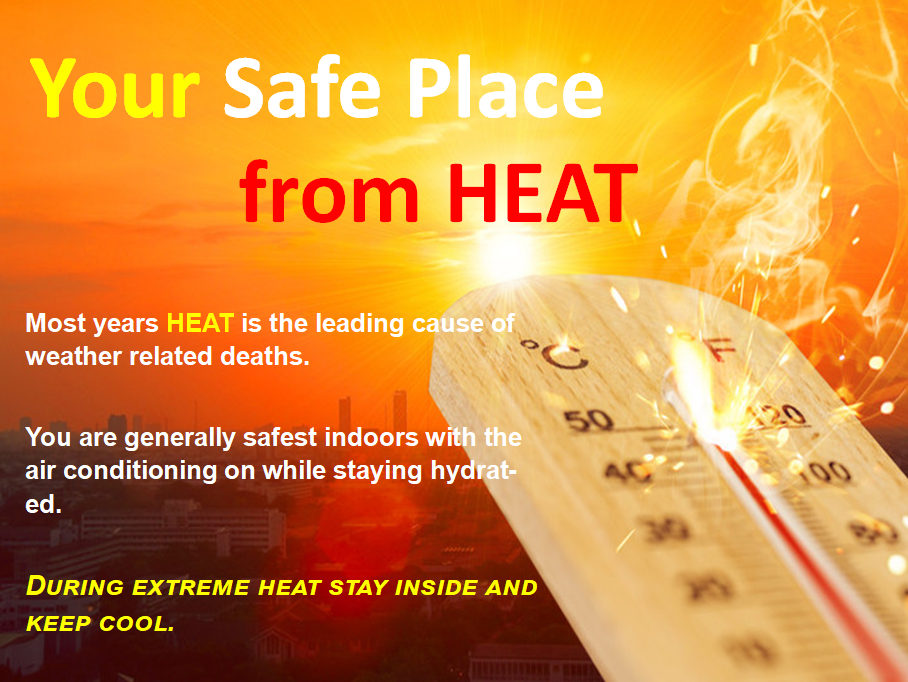 Your Safe Place
from HEAT
Most years HEAT is the leading cause of
weather related deaths.
You are generally safest indoors with the
air conditioning on while staying hydrat-
ed.
DURING EXTREME HEAT STAY INSIDE AND
KEEP COOL.
°C °F
50 120
40 100
30 80
20
10